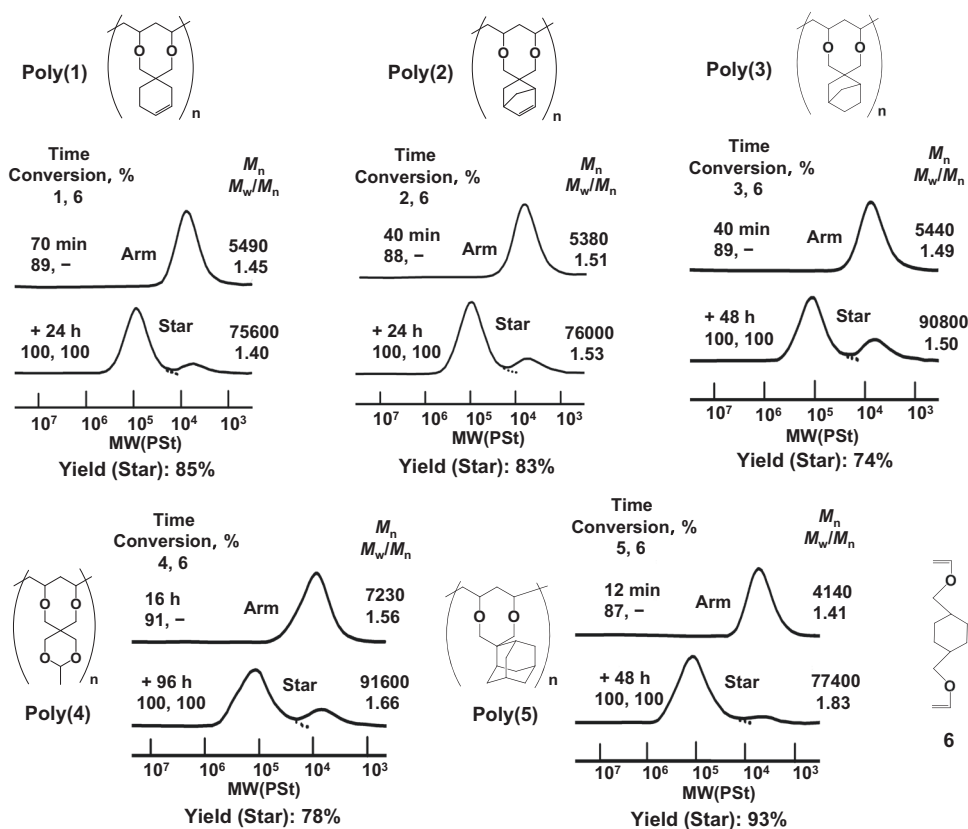 Poly(1)
O O
n
Time
Conversion, %
1, 6
Mn
Mw/Mn
70 min
89, –
Arm
5490
1.45
+ 24 h
100, 100
Star
75600
1.40
10^7 10^6 10^5 10^4 10^3
MW(PSt)
Yield (Star): 85%
Poly(2)
O O
n
Time
Conversion, %
2, 6
Mn
Mw/Mn
40 min
88, –
Arm
5380
1.51
+ 24 h
100, 100
Star
76000
1.53
10^7 10^6 10^5 10^4 10^3
MW(PSt)
Yield (Star): 83%
Poly(3)
O O
n
Time
Conversion, %
3, 6
Mn
Mw/Mn
40 min
89, –
Arm
5440
1.49
+ 48 h
100, 100
Star
90800
1.50
10^7 10^6 10^5 10^4 10^3
MW(PSt)
Yield (Star): 74%
O O
O O
n
Poly(4)
Time
Conversion, %
4, 6
Mn
Mw/Mn
16 h
91, –
Arm
7230
1.56
+ 96 h
100, 100
Star
91600
1.66
10^7 10^6 10^5 10^4 10^3
MW(PSt)
Yield (Star): 78%
O O
n
Poly(5)
Time
Conversion, %
5, 6
Mn
Mw/Mn
12 min
87, –
Arm
4140
1.41
+ 48 h
100, 100
Star
77400
1.83
10^7 10^6 10^5 10^4 10^3
MW(PSt)
Yield (Star): 93%
O
O
6